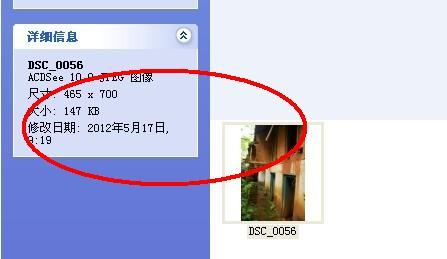 详细信息
DSC_0056
ACDSee 10.0 JPEG 图像
尺寸: 465 x 700
大小: 147 KB
修改日期: 2012年5月17日,
9:19
DSC_0056